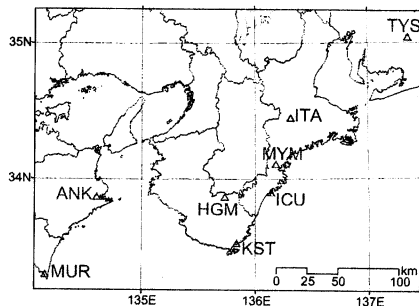 35N
TYS
ITA
MYM
34N
ANK
HGM
ICU
KST
MUR
km
0 25 50 100
135E 136E 137E